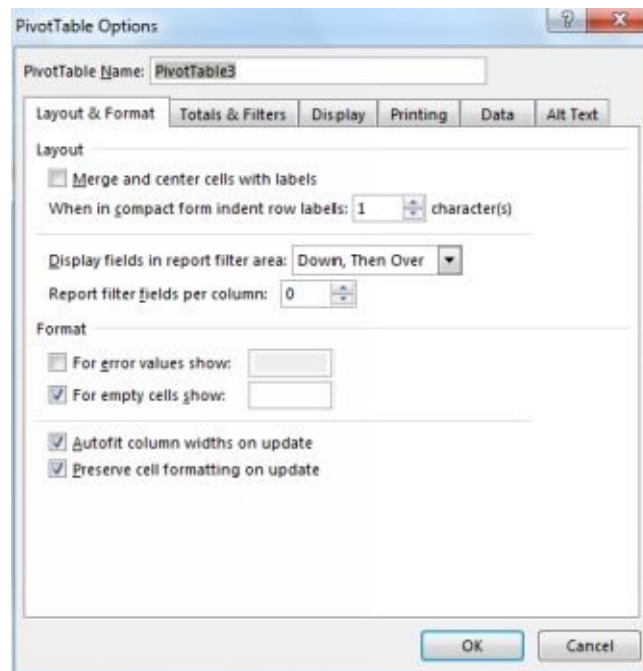 PivotTable Options
PivotTable Name: PivotTable3
Layout & Format Totals & Filters Display Printing Data Alt Text
Layout
Merge and center cells with labels
When in compact form indent row labels: 1 character(s)
Display fields in report filter area: Down, Then Over
Report filter fields per column: 0
Format
For error values show:
For empty cells show:
Autofit column widths on update
Preserve cell formatting on update
OK Cancel